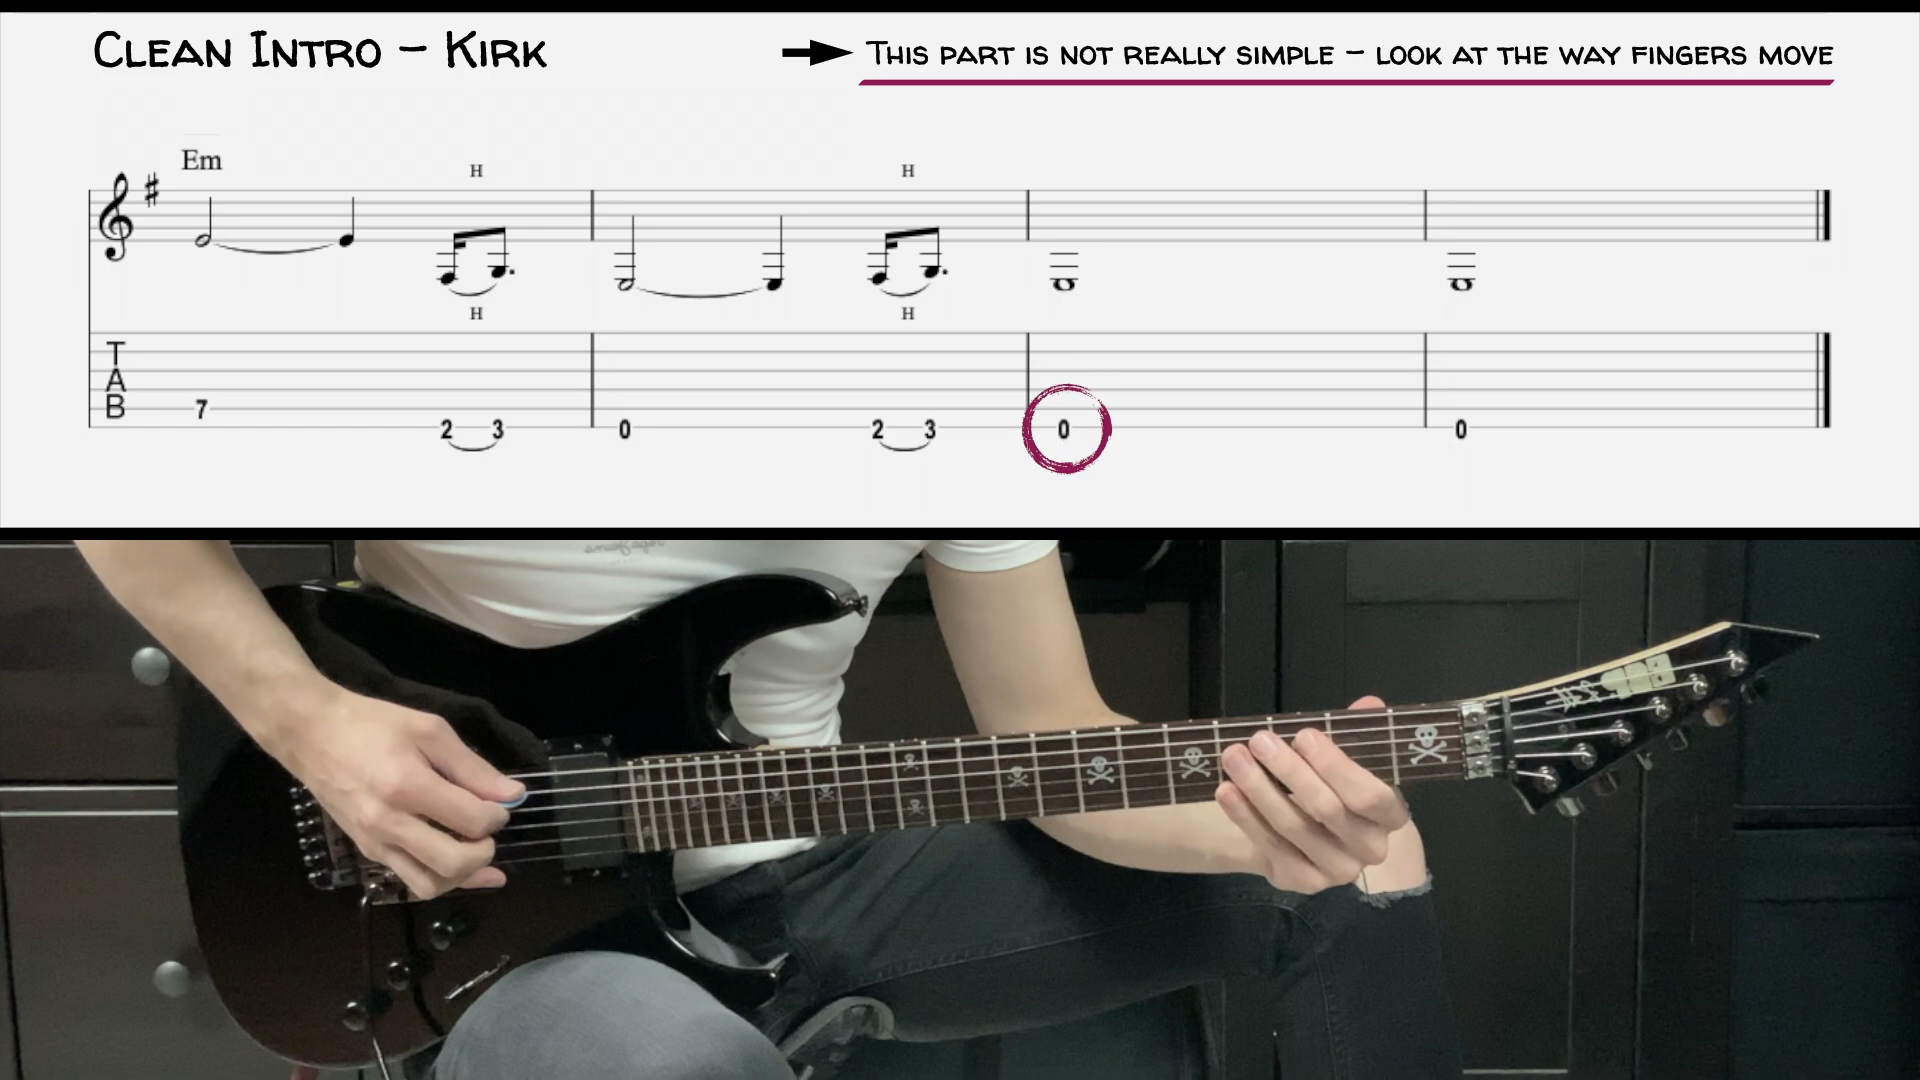 Clean Intro – Kirk
This part is not really simple – look at the way fingers move
Em
H
H
H
H
T
A
B
7
2
3
0
2
3
0
0